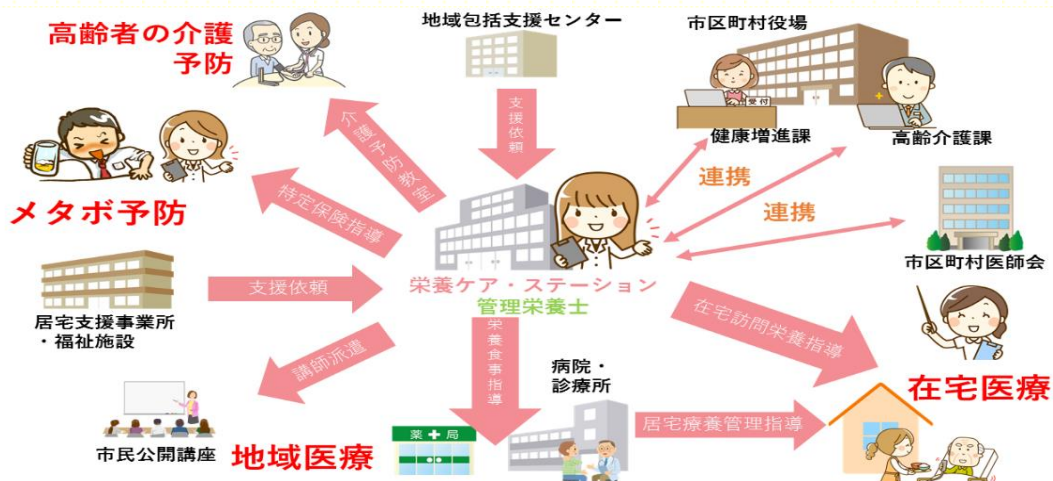 高齢者の介護
予防
地域包括支援センター
市区町村役場
受付
健康増進課
高齢介護課
支援依頼
介護予防教室
特定保険指導
メタボ予防
連携
連携
市区町村医師会
居宅支援事業所
・福祉施設
支援依頼
栄養ケア・ステーション
管理栄養士
在宅訪問栄養指導
在宅医療
講師派遣
栄養食事指導
病院・
診療所
居宅療養管理指導
市民公開講座
地域医療
薬局